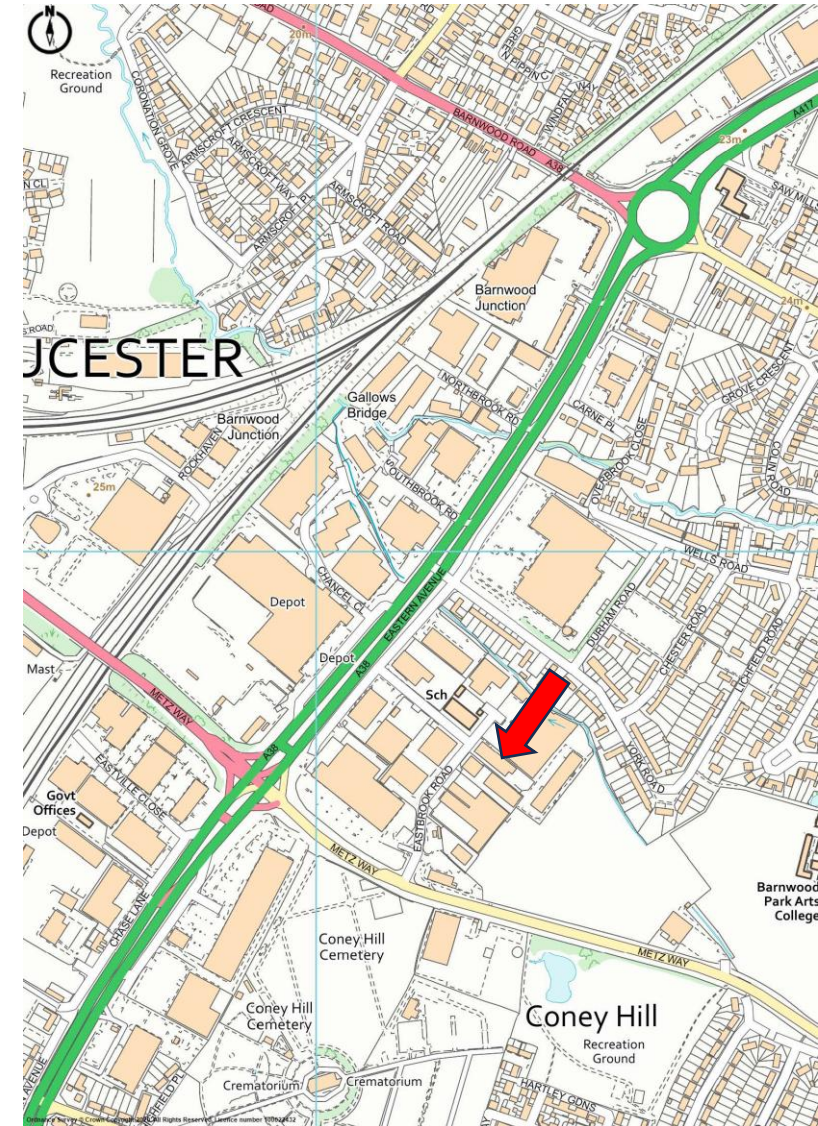 N
20m
Recreation
Ground
CORONATION GROVE
ARMSCROFT CRESCENT
ARMSCROFT WAY
ARMSCROFT PL
ARMSCROFT ROAD
BARNWOOD ROAD
A38
WINDFALL WAY
A417
23m
SAW MILLS
24m
Barnwood
Junction
UCESTER
Gallows
Bridge
NORTHBROOK RD
CARNE PL
GROVE CRESCENT
COLIN ROAD
OVERBROOK CLOSE
Barnwood
Junction
ROCKHAVEN
25m
SOUTHBROOK RD
WELLS ROAD
CHANCEL CL
EASTERN AVENUE
Depot
DURHAM ROAD
CHESTER ROAD
LICHFIELD ROAD
Depot
A38
Mast
Sch
METZ WAY
A38
YORK ROAD
EASTVILLE CLOSE
Govt
Offices
Depot
EASTBROOK ROAD
METZ WAY
CHASE LANE
Barnwood
Park Arts
College
Coney Hill
Cemetery
METZ WAY
Coney Hill
Cemetery
Coney Hill
Recreation
Ground
Crematorium
Crematorium
HARTLEY GDNS
N AVENUE
HFIELD PL